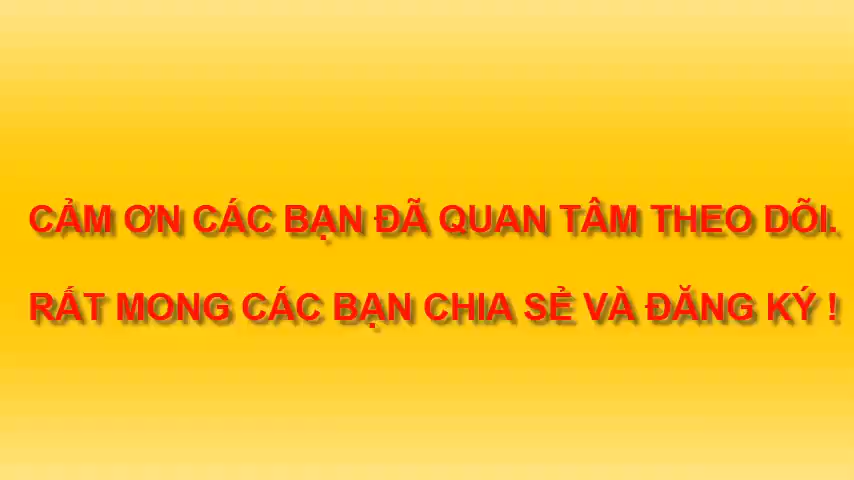 CẢM ƠN CÁC BẠN ĐÃ QUAN TÂM THEO DÕI.
RẤT MONG CÁC BẠN CHIA SẺ VÀ ĐĂNG KÝ !